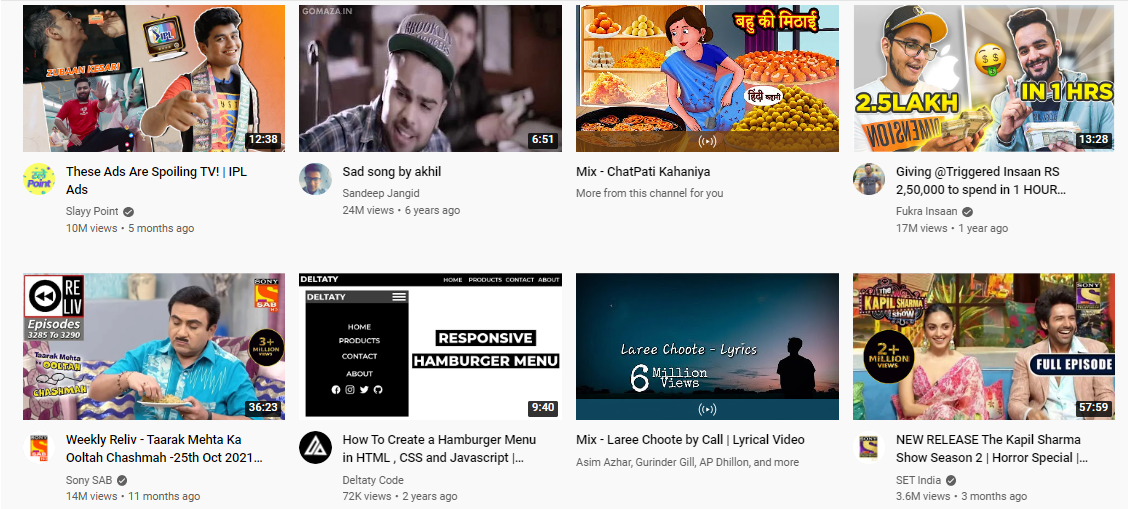 ZUBAAN KESARI
IPL
12:38
GOMAZA.IN
BROOKLYN
6:51
बहु की मिठाई
हिंदी कहानी
2.5LAKH
IN 1 HRS
DIMENSION
13:28
Point
These Ads Are Spoiling TV! | IPL
Ads
Slayy Point
10M views • 5 months ago
Sad song by akhil
Sandeep Jangid
24M views • 6 years ago
Mix - ChatPati Kahaniya
More from this channel for you
Giving @Triggered Insaan RS
2,50,000 to spend in 1 HOUR...
Fukra Insaan
17M views • 1 year ago
RE
LIV
Episodes
3285 To 3290
Taarak Mehta
Ka
OOLTAH
CHASHMAH
SONY
SAB
HD
3+
MILLION
VIEWS
36:23
DELTATY
HOME PRODUCTS CONTACT ABOUT
DELTATY
HOME
PRODUCTS
CONTACT
ABOUT
RESPONSIVE
HAMBURGER MENU
9:40
Laree Choote - Lyrics
6 Million
Views
The
KAPIL SHARMA
Show
SONY
2+
MILLION
VIEWS
FULL EPISODE
57:59
Weekly Reliv - Taarak Mehta Ka
Ooltah Chashmah -25th Oct 2021...
Sony SAB
14M views • 11 months ago
How To Create a Hamburger Menu
in HTML , CSS and Javascript |...
Deltaty Code
72K views • 2 years ago
Mix - Laree Choote by Call | Lyrical Video
Asim Azhar, Gurinder Gill, AP Dhillon, and more
NEW RELEASE The Kapil Sharma
Show Season 2 | Horror Special |...
SET India
3.6M views • 3 months ago